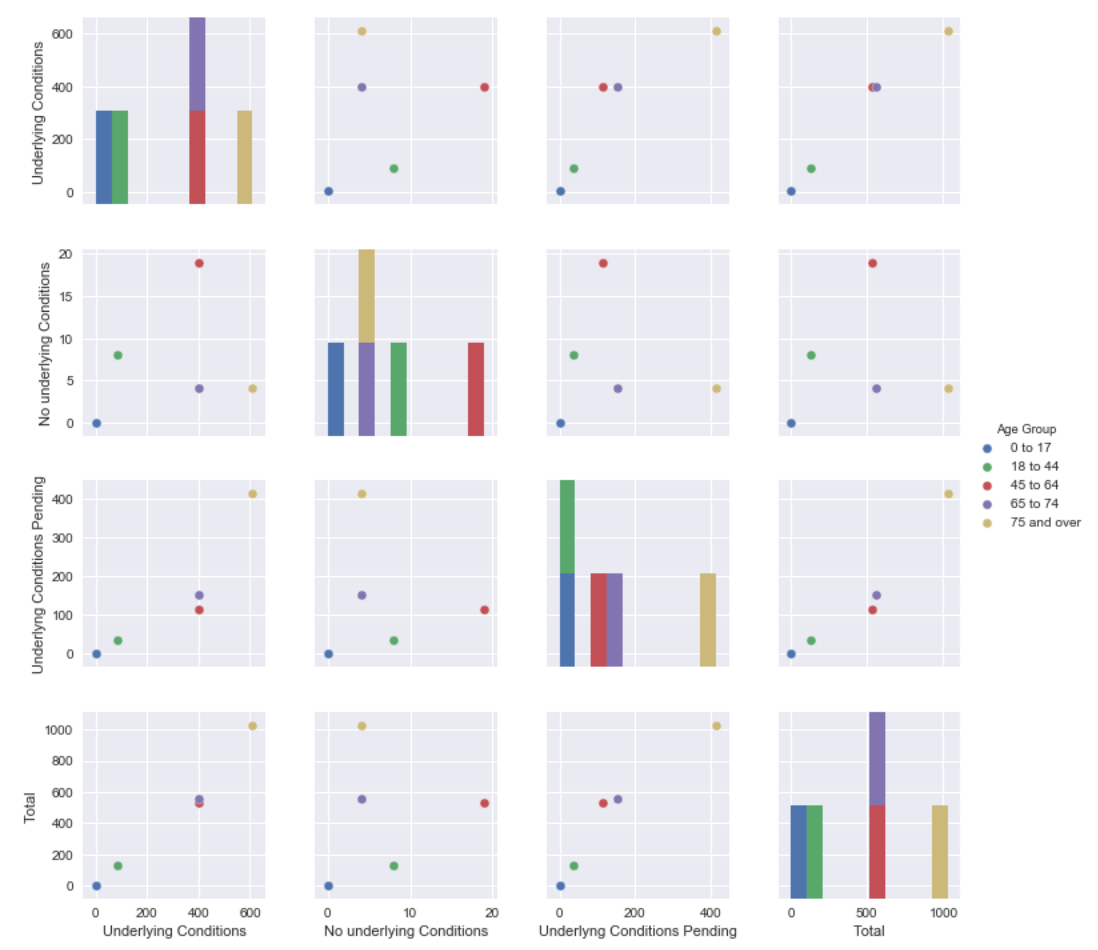 Underlying Conditions
600
400
200
0
No underlying Conditions
20
15
10
5
0
Underlyng Conditions Pending
400
300
200
100
0
Total
1000
800
600
400
200
0
0 200 400 600
Underlying Conditions
0 10 20
No underlying Conditions
0 200 400
Underlyng Conditions Pending
0 500 1000
Total
Age Group
0 to 17
18 to 44
45 to 64
65 to 74
75 and over